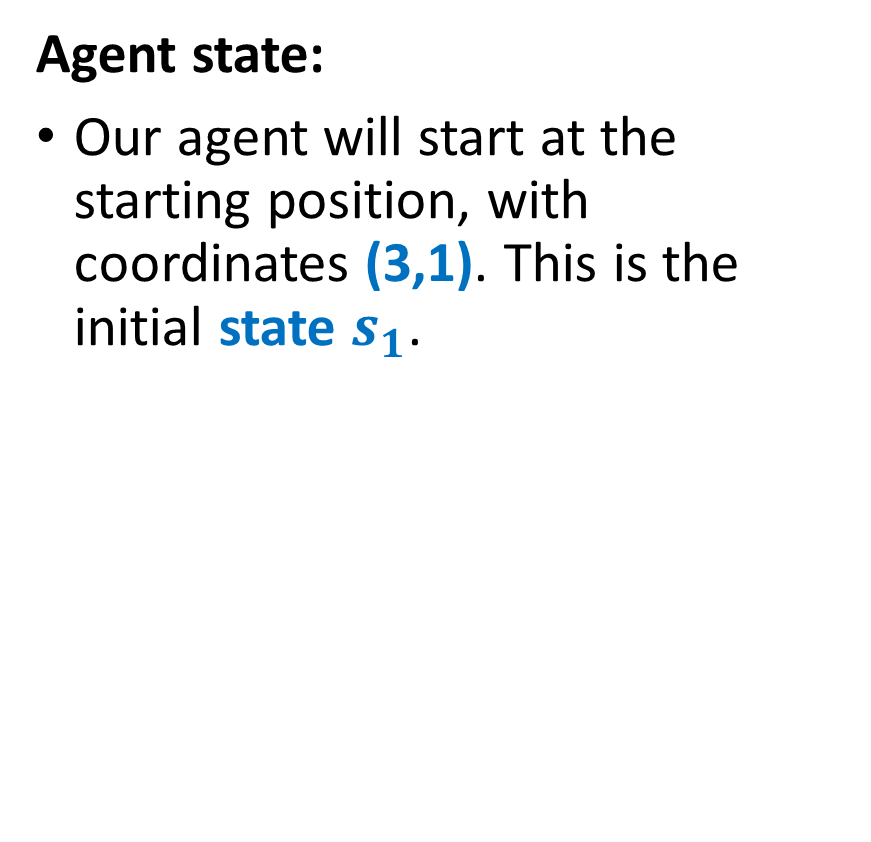 Agent state:
• Our agent will start at the
starting position, with
coordinates (3,1). This is the
initial state s₁.